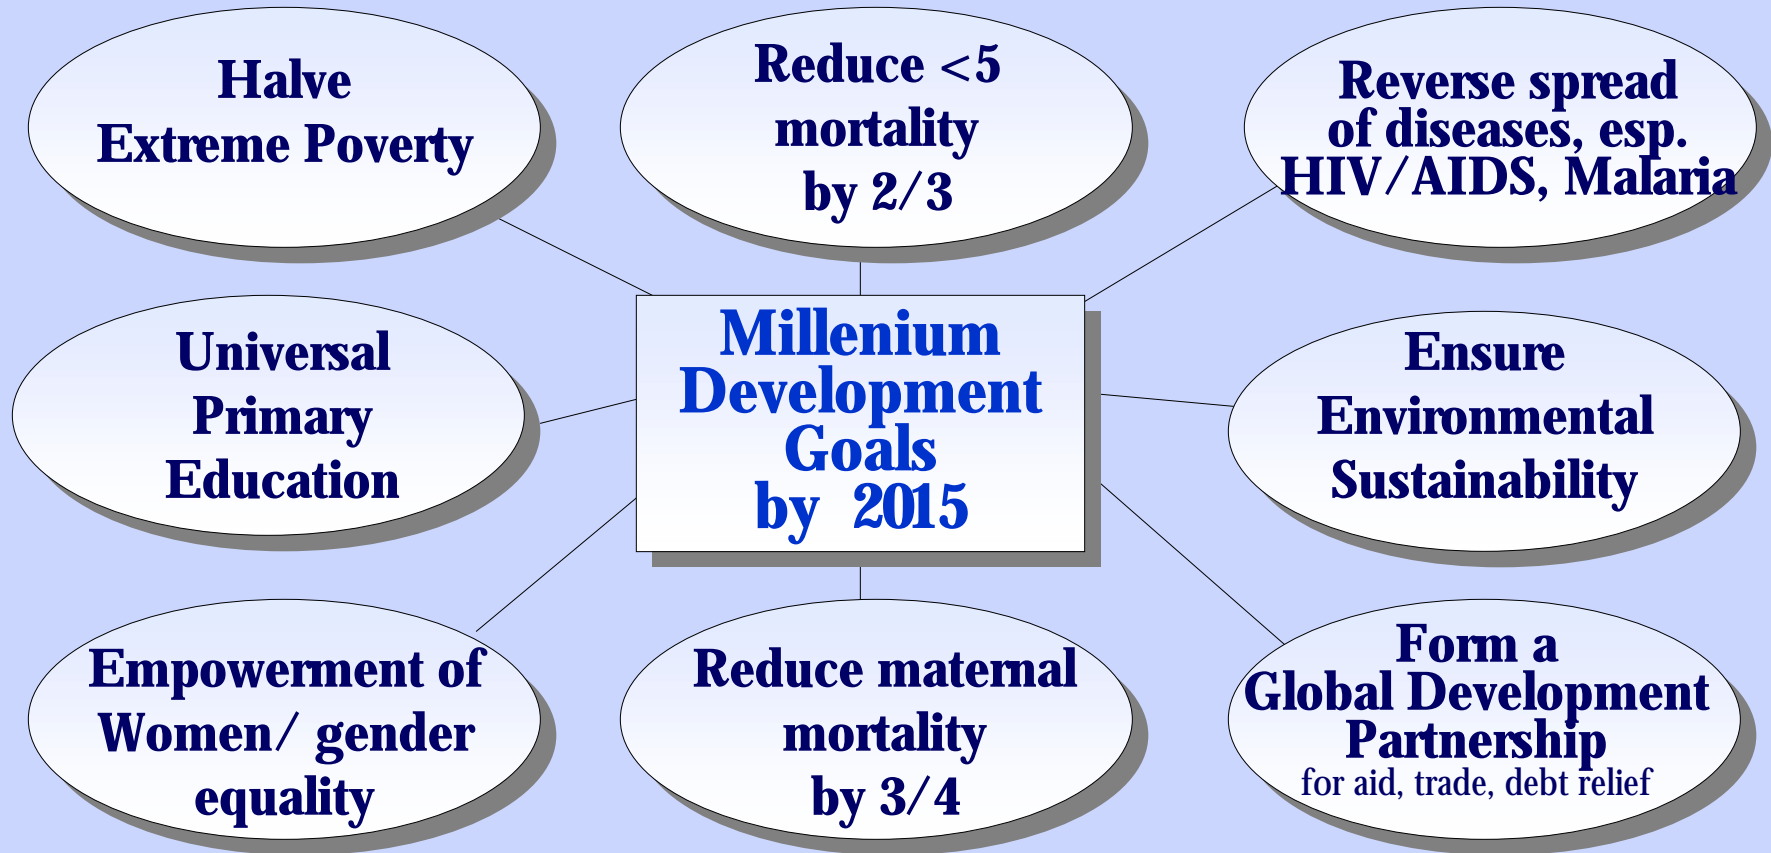 Halve
Extreme Poverty
Reduce <5
mortality
by 2/3
Reverse spread
of diseases, esp.
HIV/AIDS, Malaria
Universal
Primary
Education
Millenium
Development
Goals
by 2015
Ensure
Environmental
Sustainability
Empowerment of
Women/ gender
equality
Reduce maternal
mortality
by 3/4
Form a
Global Development
Partnership
for aid, trade, debt relief